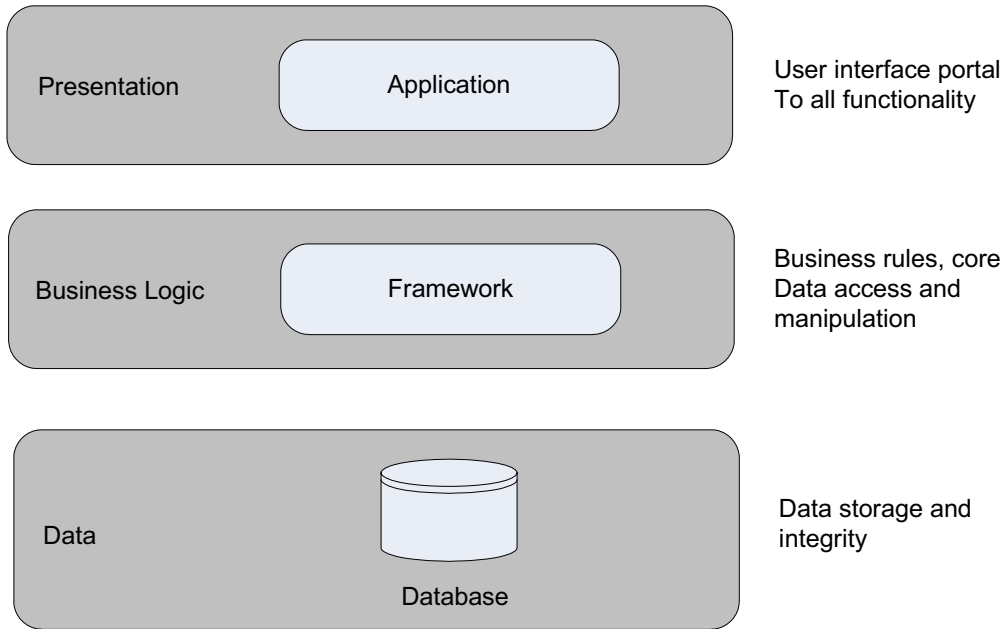 Presentation
Application
User interface portal
To all functionality
Business Logic
Framework
Business rules, core
Data access and
manipulation
Data
Database
Data storage and
integrity